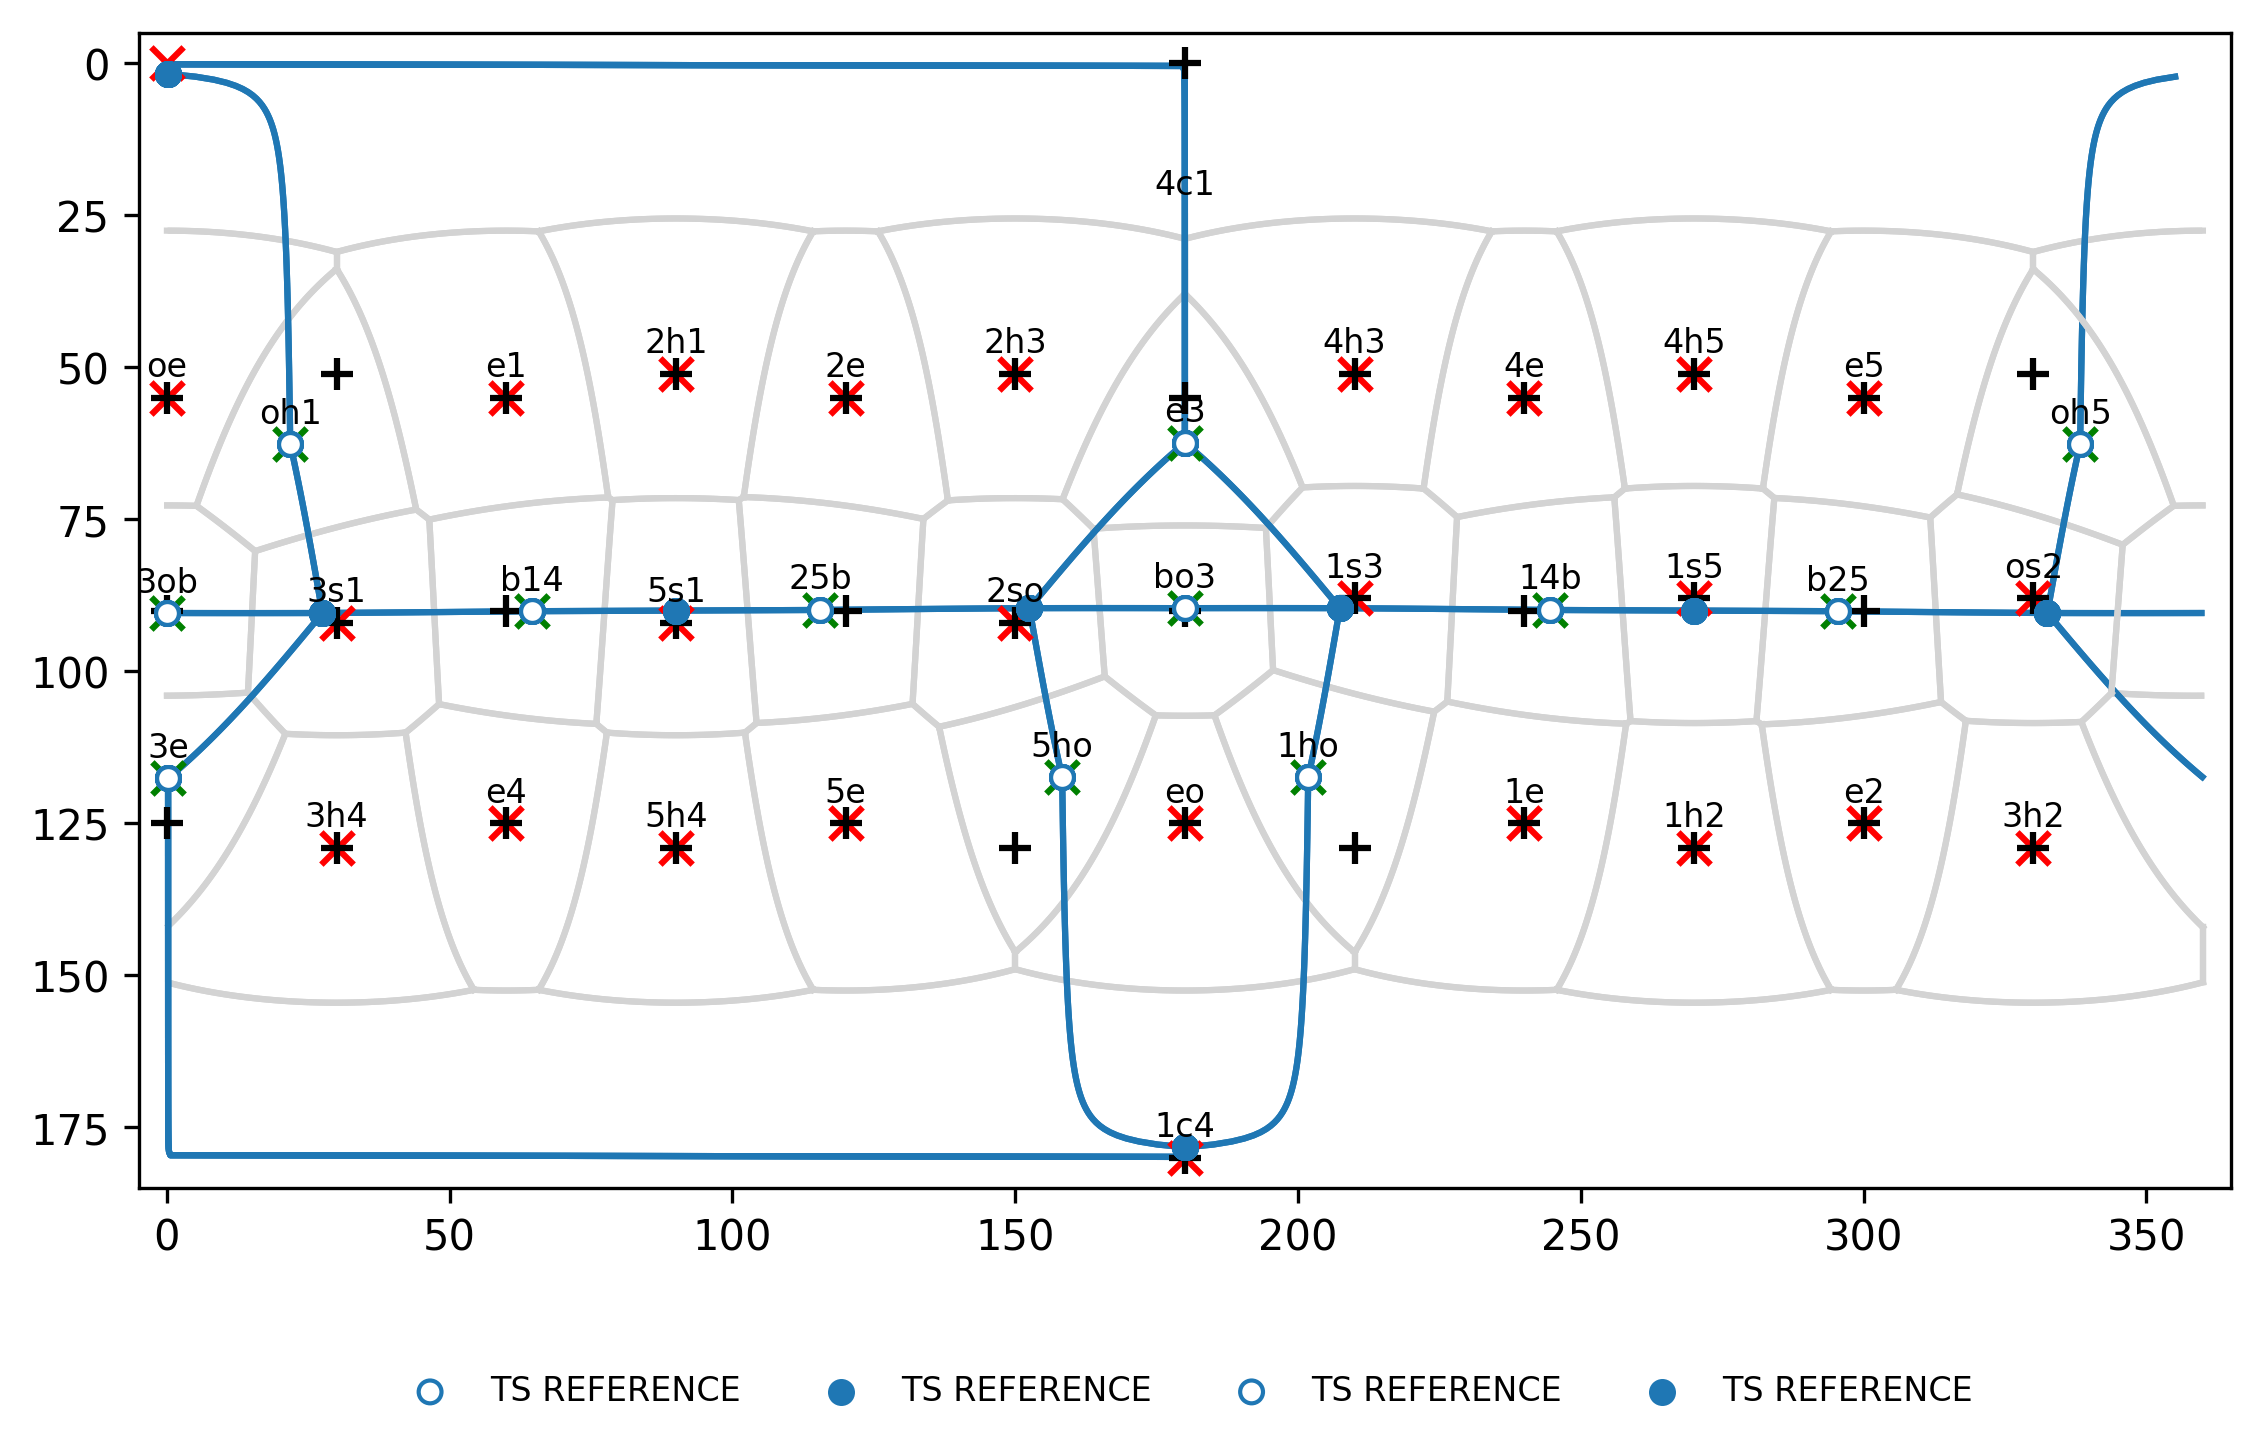 0
4c1
25
2h1 2h3 4h3 4h5
oe e1 2e 4e e5
50
oh1 e3 oh5
75
3ob b14 25b bo3 1s3 14b 1s5 b25 os2
3s1 5s1 2so
100
3e 5ho 1ho
e4 5e eo 1e e2
125
3h4 5h4 1h2 3h2
150
1c4
175
0 50 100 150 200 250 300 350
TS REFERENCE TS REFERENCE TS REFERENCE TS REFERENCE